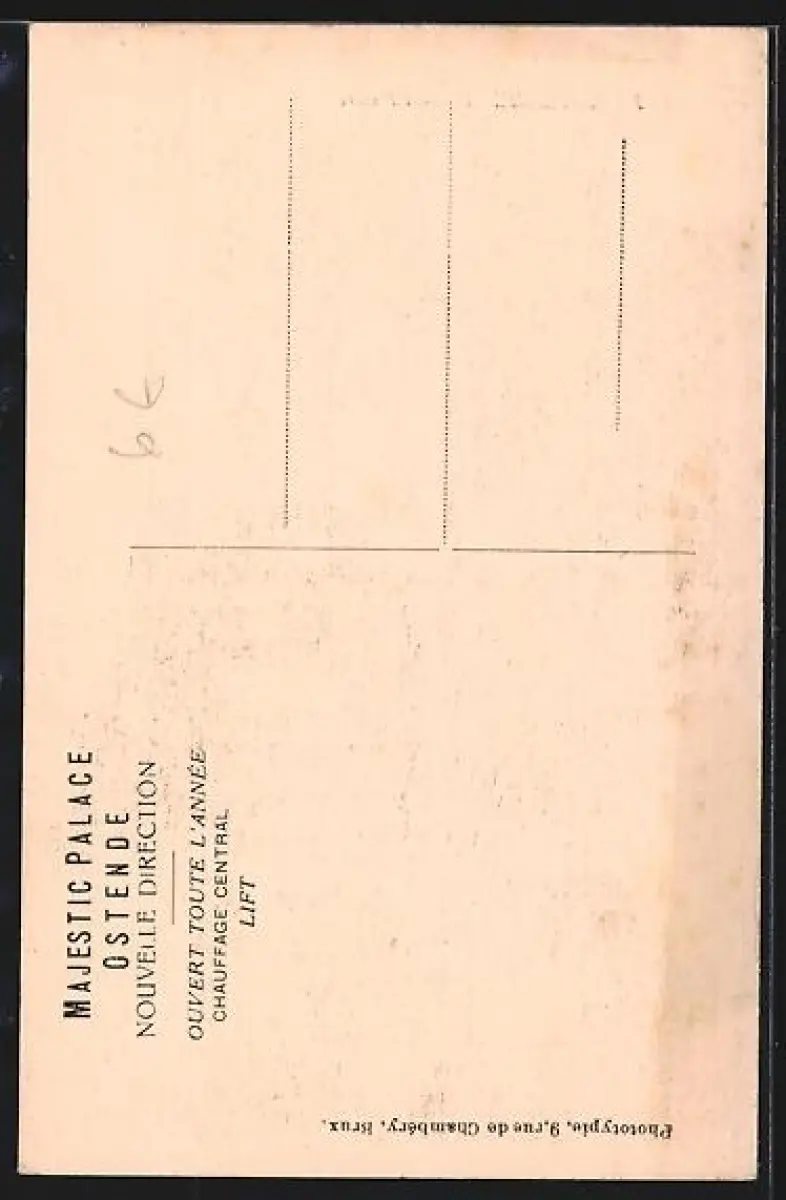 MAJESTIC PALACE
OSTENDE
NOUVELLE DIRECTION
OUVERT TOUTE L'ANNÉE
CHAUFFAGE CENTRAL
LIFT
Phototypie, 9, rue de Chambéry, Brux.